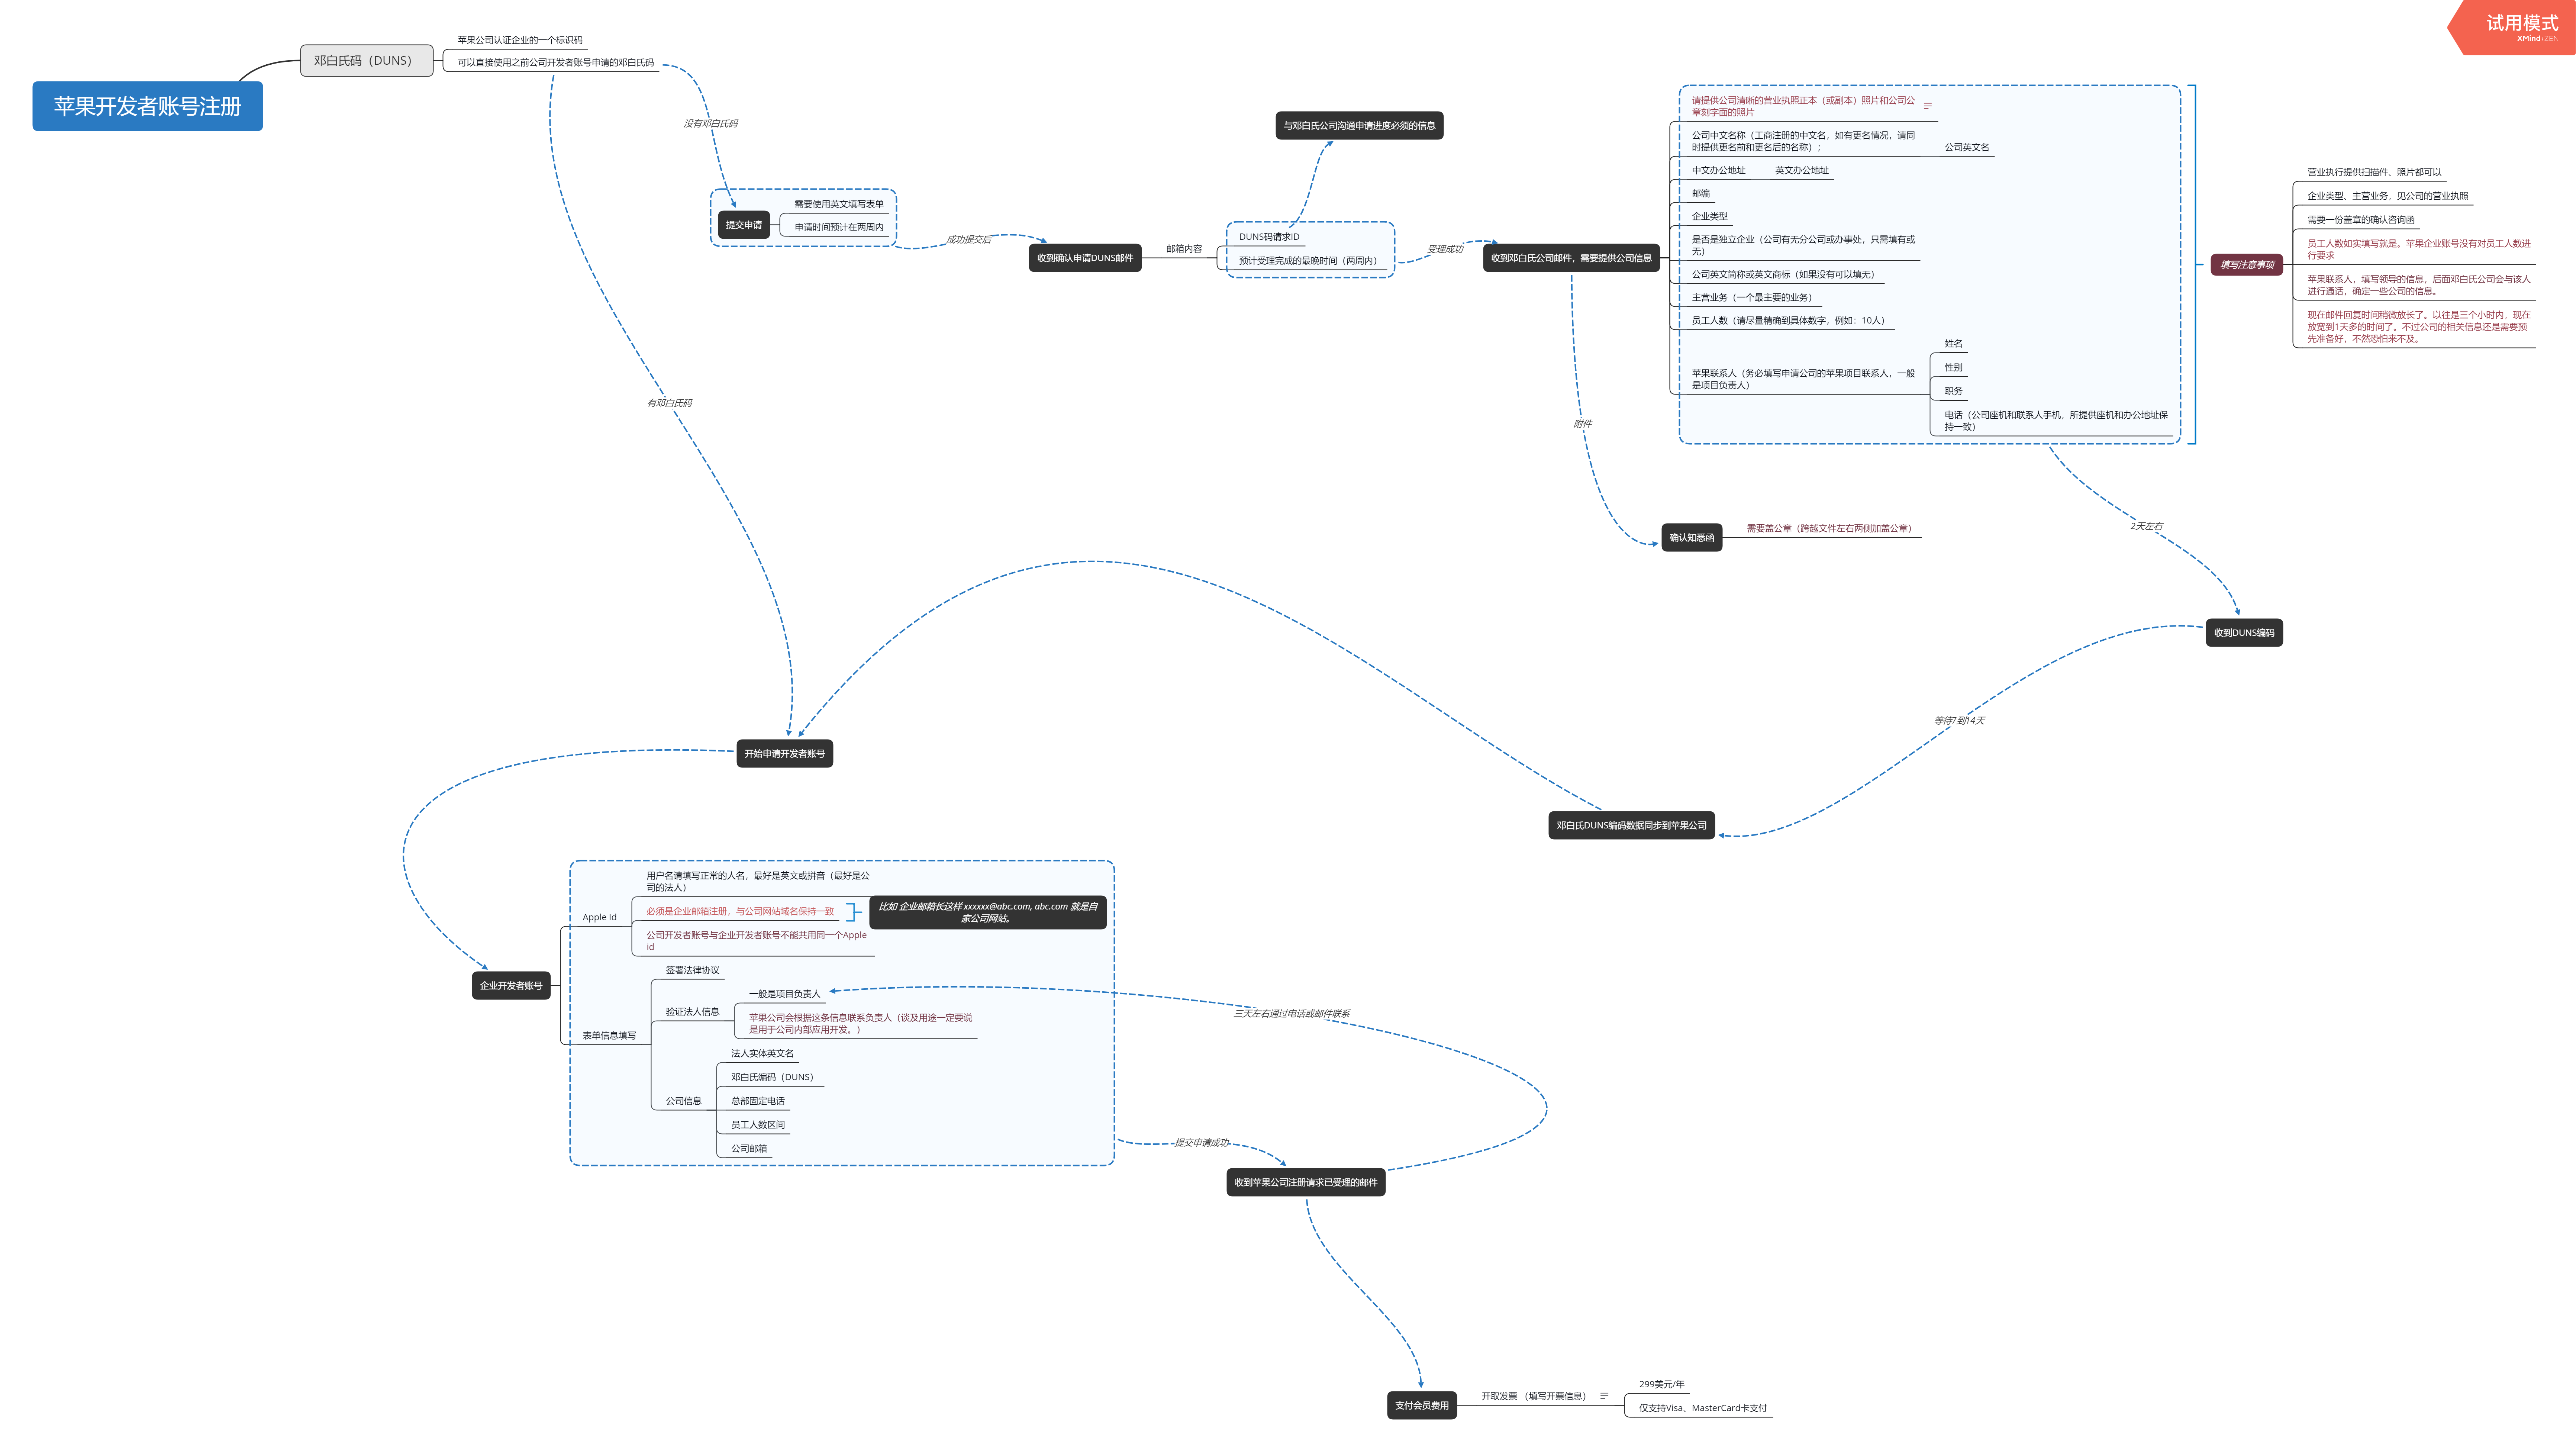 试用模式
XMind:ZEN
苹果开发者账号注册
邓白氏码（DUNS）
苹果公司认证企业的一个标识码
可以直接使用之前公司开发者账号申请的邓白氏码
没有邓白氏码
有邓白氏码
提交申请
需要使用英文填写表单
申请时间预计在两周内
成功提交后
收到确认申请DUNS邮件
邮箱内容
DUNS码请求ID
预计受理完成的最晚时间（两周内）
与邓白氏公司沟通申请进度必须的信息
受理成功
收到邓白氏公司邮件，需要提供公司信息
请提供公司清晰的营业执照正本（或副本）照片和公司公
章刻字面的照片
公司中文名称（工商注册的中文名，如有更名情况，请同
时提供更名前和更名后的名称）；
公司英文名
中文办公地址
英文办公地址
邮编
企业类型
是否是独立企业（公司有无分公司或办事处，只需填有或
无）
公司英文简称或英文商标（如果没有可以填无）
主营业务（一个最主要的业务）
员工人数（请尽量精确到具体数字，例如：10人）
苹果联系人（务必填写申请公司的苹果项目联系人，一般
是项目负责人）
姓名
性别
职务
电话（公司座机和联系人手机，所提供座机和办公地址保
持一致）
填写注意事项
营业执行提供扫描件、照片都可以
企业类型、主营业务，见公司的营业执照
需要一份盖章的确认咨询函
员工人数如实填写就是。苹果企业账号没有对员工人数进
行要求
苹果联系人，填写领导的信息，后面邓白氏公司会与该人
进行通话，确定一些公司的信息。
现在邮件回复时间稍微放长了。以往是三个小时内，现在
放宽到1天多的时间了。不过公司的相关信息还是需要预
先准备好，不然恐怕来不及。
附件
确认知悉函
需要盖公章（跨越文件左右两侧加盖公章）
2天左右
收到DUNS编码
等待7到14天
邓白氏DUNS编码数据同步到苹果公司
开始申请开发者账号
企业开发者账号
Apple Id
用户名请填写正常的人名，最好是英文或拼音（最好是公
司的法人）
必须是企业邮箱注册，与公司网站域名保持一致
比如 企业邮箱长这样 xxxxxx@abc.com, abc.com 就是自
家公司网站。
公司开发者账号与企业开发者账号不能共用同一个Apple
id
表单信息填写
签署法律协议
验证法人信息
一般是项目负责人
苹果公司会根据这条信息联系负责人（谈及用途一定要说
是用于公司内部应用开发。）
公司信息
法人实体英文名
邓白氏编码（DUNS）
总部固定电话
员工人数区间
公司邮箱
三天左右通过电话或邮件联系
提交申请成功
收到苹果公司注册请求已受理的邮件
支付会员费用
开取发票 （填写开票信息）
299美元/年
仅支持Visa、MasterCard卡支付